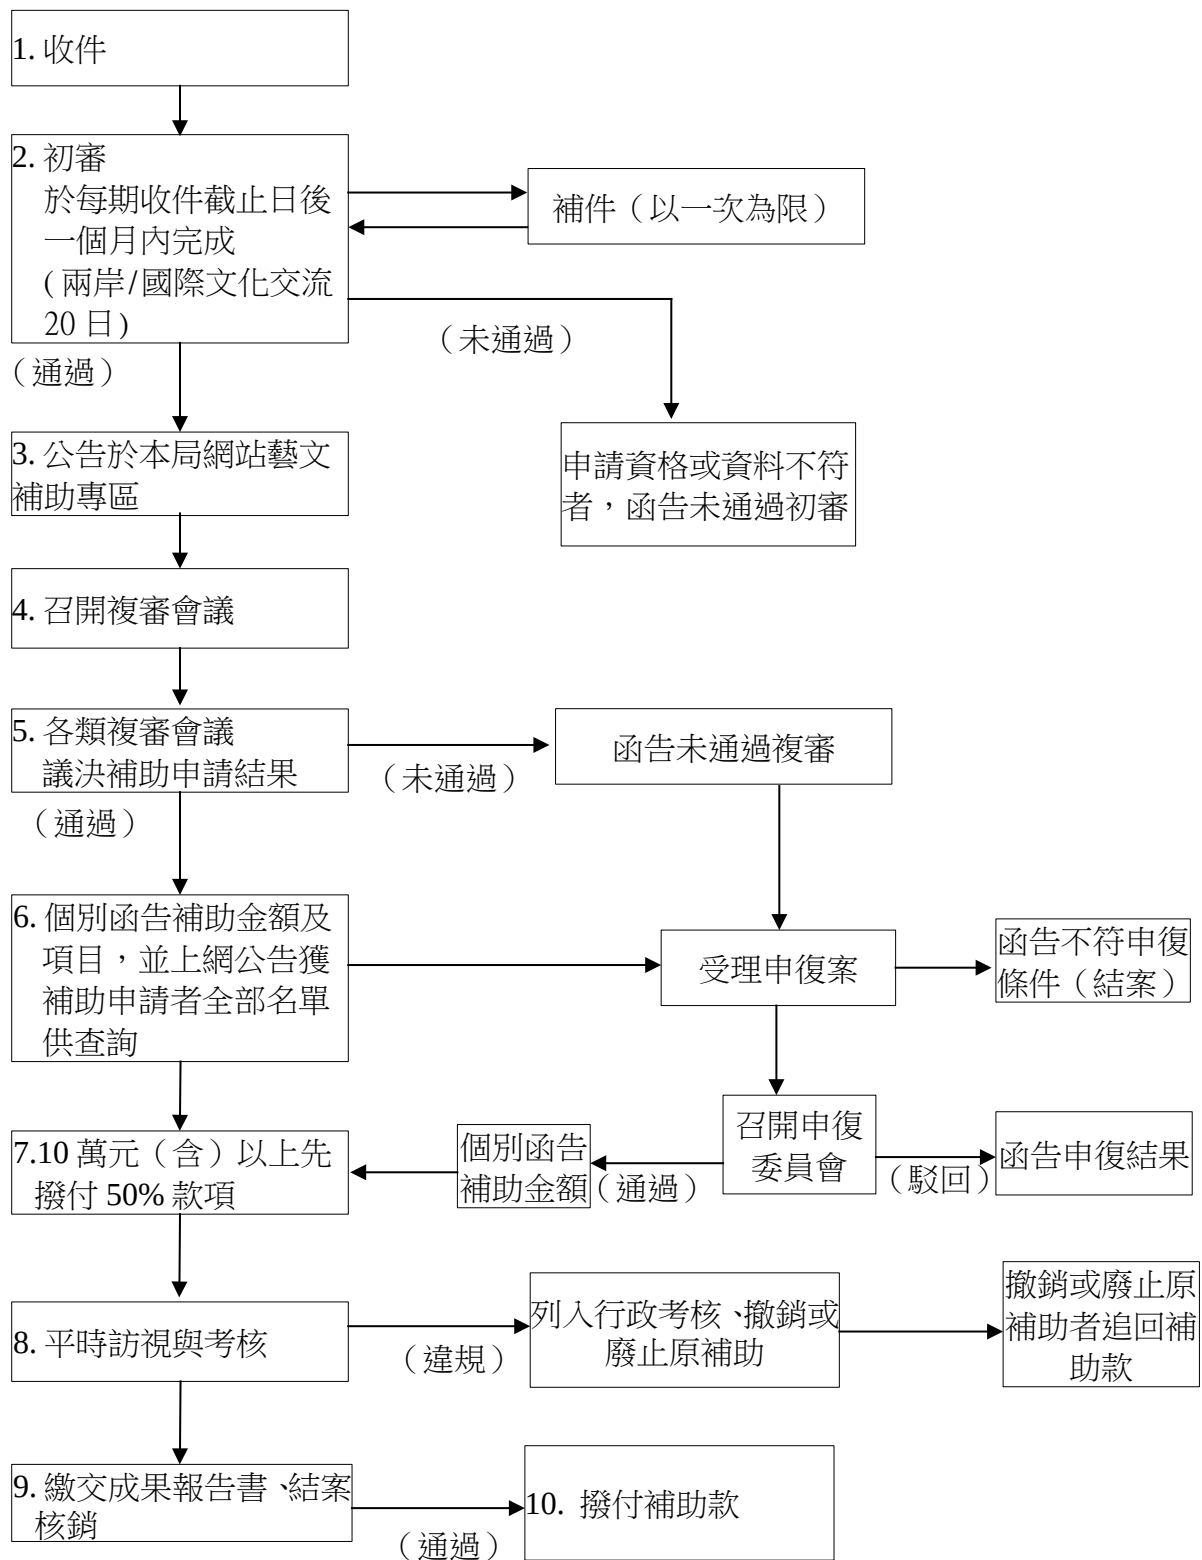 1. 收件
2. 初審
於每期收件截止日後
一個月內完成
(兩岸/國際文化交流
20日)
補件（以一次為限）
（未通過）
（通過）
3. 公告於本局網站藝文
補助專區
申請資格或資料不符
者，函告未通過初審
4. 召開複審會議
5. 各類複審會議
議決補助申請結果
函告未通過複審
（未通過）
（通過）
6. 個別函告補助金額及
項目，並上網公告獲
補助申請者全部名單
供查詢
受理申復案
函告不符申復
條件（結案）
7.10 萬元（含）以上先
撥付 50% 款項
個別函告
補助金額
（通過）
召開申復
委員會
（駁回）
函告申復結果
8. 平時訪視與考核
（違規）
列入行政考核、撤銷或
廢止原補助
撤銷或廢止原
補助者追回補
助款
9. 繳交成果報告書、結案
核銷
（通過）
10. 撥付補助款